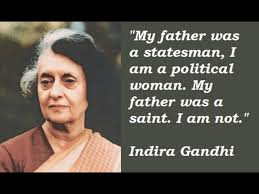 "My father was
a statesman, I
am a political
woman. My
father was a
saint. I am not."
Indira Gandhi